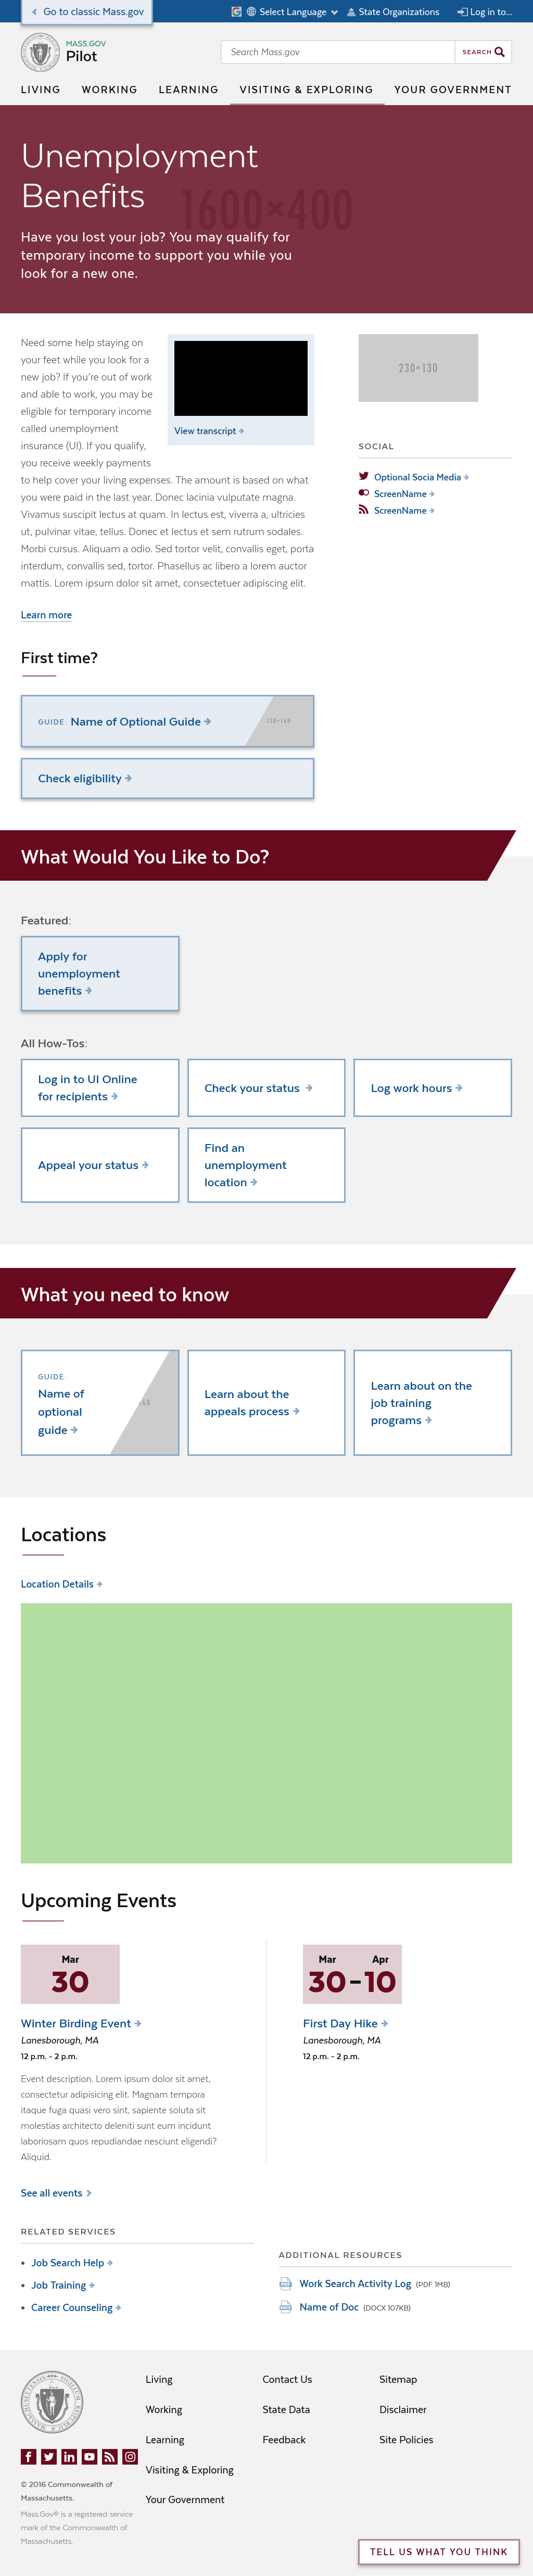 Go to classic Mass.gov
Select Language
State Organizations
Log in to...
MASS.GOV
Pilot
Search Mass.gov
SEARCH
LIVING
WORKING
LEARNING
VISITING & EXPLORING
YOUR GOVERNMENT
1600×400
Unemployment
Benefits
Have you lost your job? You may qualify for
temporary income to support you while you
look for a new one.
Need some help staying on
your feet while you look for a
new job? If you're out of work
and able to work, you may be
eligible for temporary income
called unemployment
insurance (UI). If you qualify,
you receive weekly payments
to help cover your living expenses. The amount is based on what
you were paid in the last year. Donec lacinia vulputate magna.
Vivamus suscipit lectus at quam. In lectus est, viverra a, ultricies
ut, pulvinar vitae, tellus. Donec et lectus et sem rutrum sodales.
Morbi cursus. Aliquam a odio. Sed tortor velit, convallis eget, porta
interdum, convallis sed, tortor. Phasellus ac libero a lorem auctor
mattis. Lorem ipsum dolor sit amet, consectetuer adipiscing elit.
View transcript
Learn more
230×130
SOCIAL
Optional Socia Media
ScreenName
ScreenName
First time?
GUIDE: Name of Optional Guide
130×160
Check eligibility
What Would You Like to Do?
Featured:
Apply for
unemployment
benefits
All How-Tos:
Log in to UI Online
for recipients
Check your status
Log work hours
Appeal your status
Find an
unemployment
location
What you need to know
GUIDE:
Name of
optional
guide
Learn about the
appeals process
Learn about on the
job training
programs
Locations
Location Details
Upcoming Events
Mar
30
Winter Birding Event
Lanesborough, MA
12 p.m. - 2 p.m.
Event description. Lorem ipsum dolor sit amet,
consectetur adipisicing elit. Magnam tempora
itaque fuga quasi vero sint, sapiente soluta sit
molestias architecto deleniti sunt eum incidunt
laboriosam quos repudiandae nesciunt eligendi?
Aliquid.
Mar Apr
30 - 10
First Day Hike
Lanesborough, MA
12 p.m. - 2 p.m.
See all events
RELATED SERVICES
Job Search Help
Job Training
Career Counseling
ADDITIONAL RESOURCES
Work Search Activity Log (PDF 1MB)
Name of Doc (DOCX 107KB)
© 2016 Commonwealth of
Massachusetts.
Mass.Gov® is a registered service
mark of the Commonwealth of
Massachusetts.
Living
Working
Learning
Visiting & Exploring
Your Government
Contact Us
State Data
Feedback
Sitemap
Disclaimer
Site Policies
TELL US WHAT YOU THINK